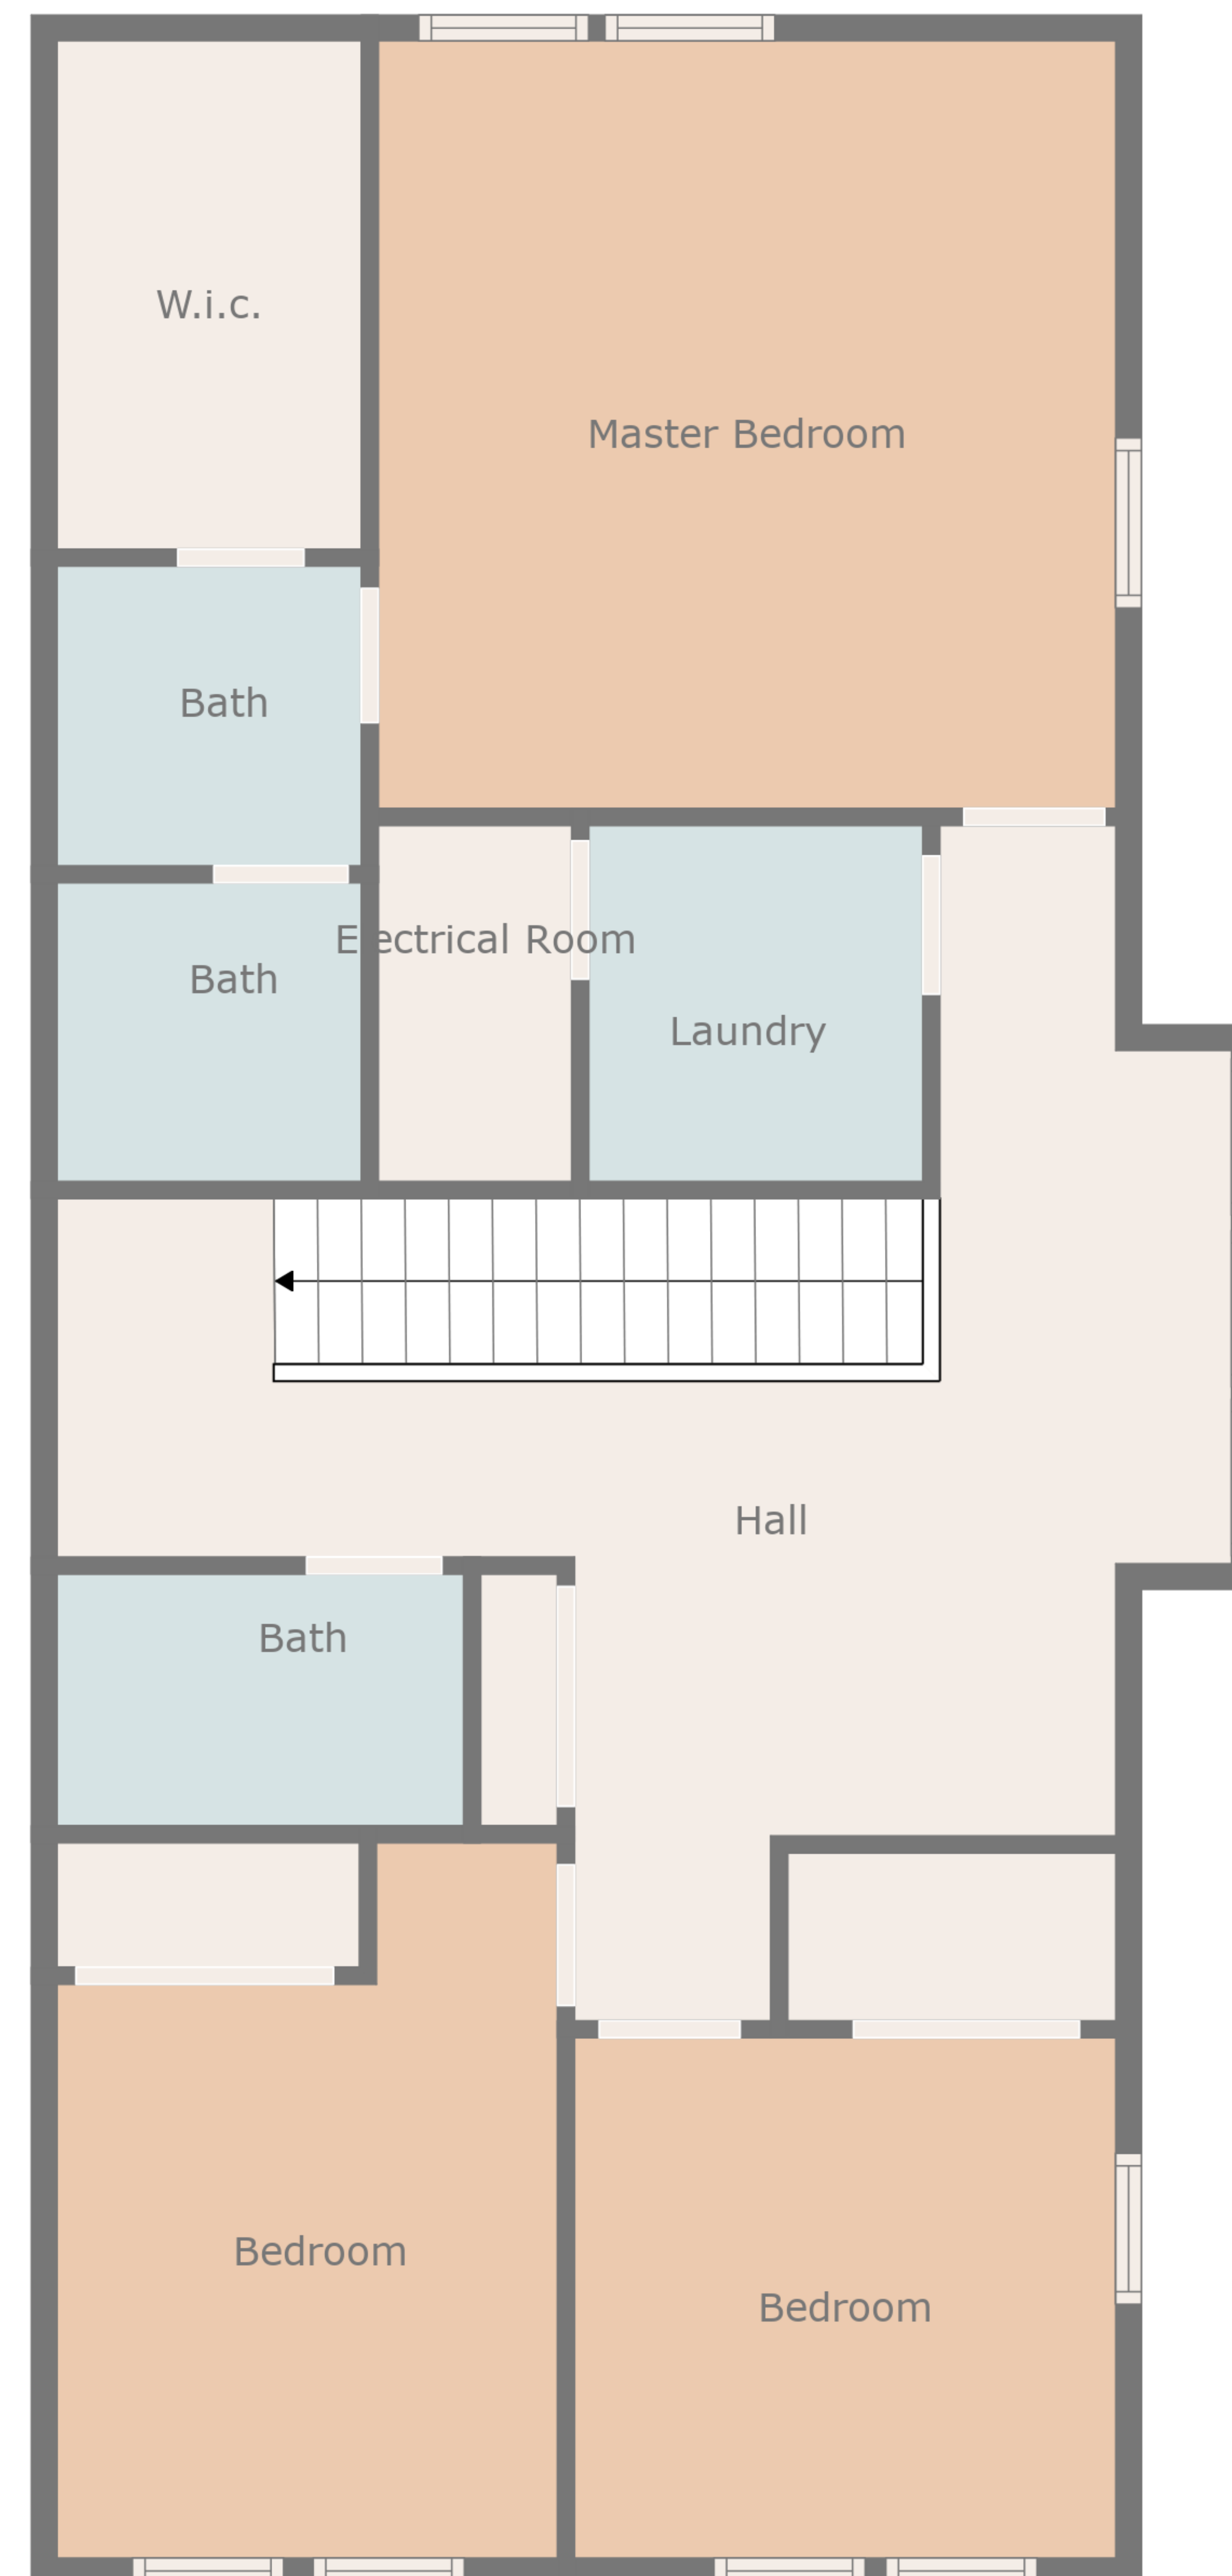 W.i.c.
Master Bedroom
Bath
Electrical Room
Bath
Laundry
Hall
Bath
Bedroom
Bedroom